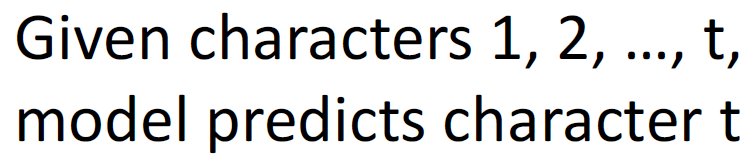 Given characters 1, 2, ..., t,
model predicts character t